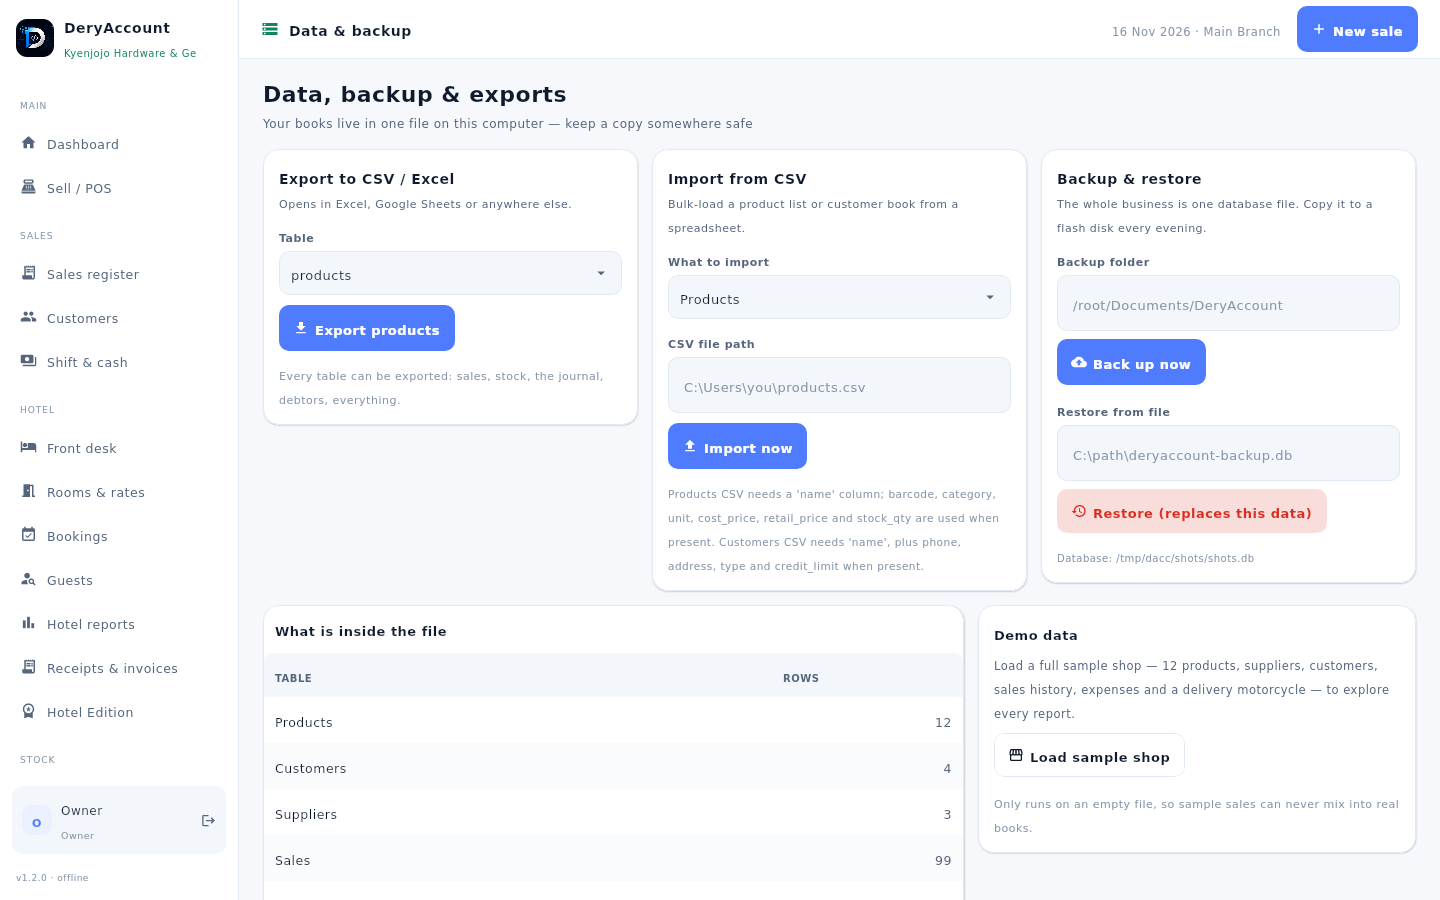 DeryAccount
Kyenjojo Hardware & Ge
MAIN
Dashboard
Sell / POS
SALES
Sales register
Customers
Shift & cash
HOTEL
Front desk
Rooms & rates
Bookings
Guests
Hotel reports
Receipts & invoices
Hotel Edition
STOCK
O
Owner
Owner
v1.2.0 · offline
Data & backup
16 Nov 2026 · Main Branch
New sale
Data, backup & exports
Your books live in one file on this computer — keep a copy somewhere safe
Export to CSV / Excel
Opens in Excel, Google Sheets or anywhere else.
Table
products
Export products
Every table can be exported: sales, stock, the journal,
debtors, everything.
Import from CSV
Bulk-load a product list or customer book from a
spreadsheet.
What to import
Products
CSV file path
C:\Users\you\products.csv
Import now
Products CSV needs a 'name' column; barcode, category,
unit, cost_price, retail_price and stock_qty are used when
present. Customers CSV needs 'name', plus phone,
address, type and credit_limit when present.
Backup & restore
The whole business is one database file. Copy it to a
flash disk every evening.
Backup folder
/root/Documents/DeryAccount
Back up now
Restore from file
C:\path\deryaccount-backup.db
Restore (replaces this data)
Database: /tmp/dacc/shots/shots.db
What is inside the file
TABLE ROWS
Products 12
Customers 4
Suppliers 3
Sales 99
Demo data
Load a full sample shop — 12 products, suppliers, customers,
sales history, expenses and a delivery motorcycle — to explore
every report.
Load sample shop
Only runs on an empty file, so sample sales can never mix into real
books.